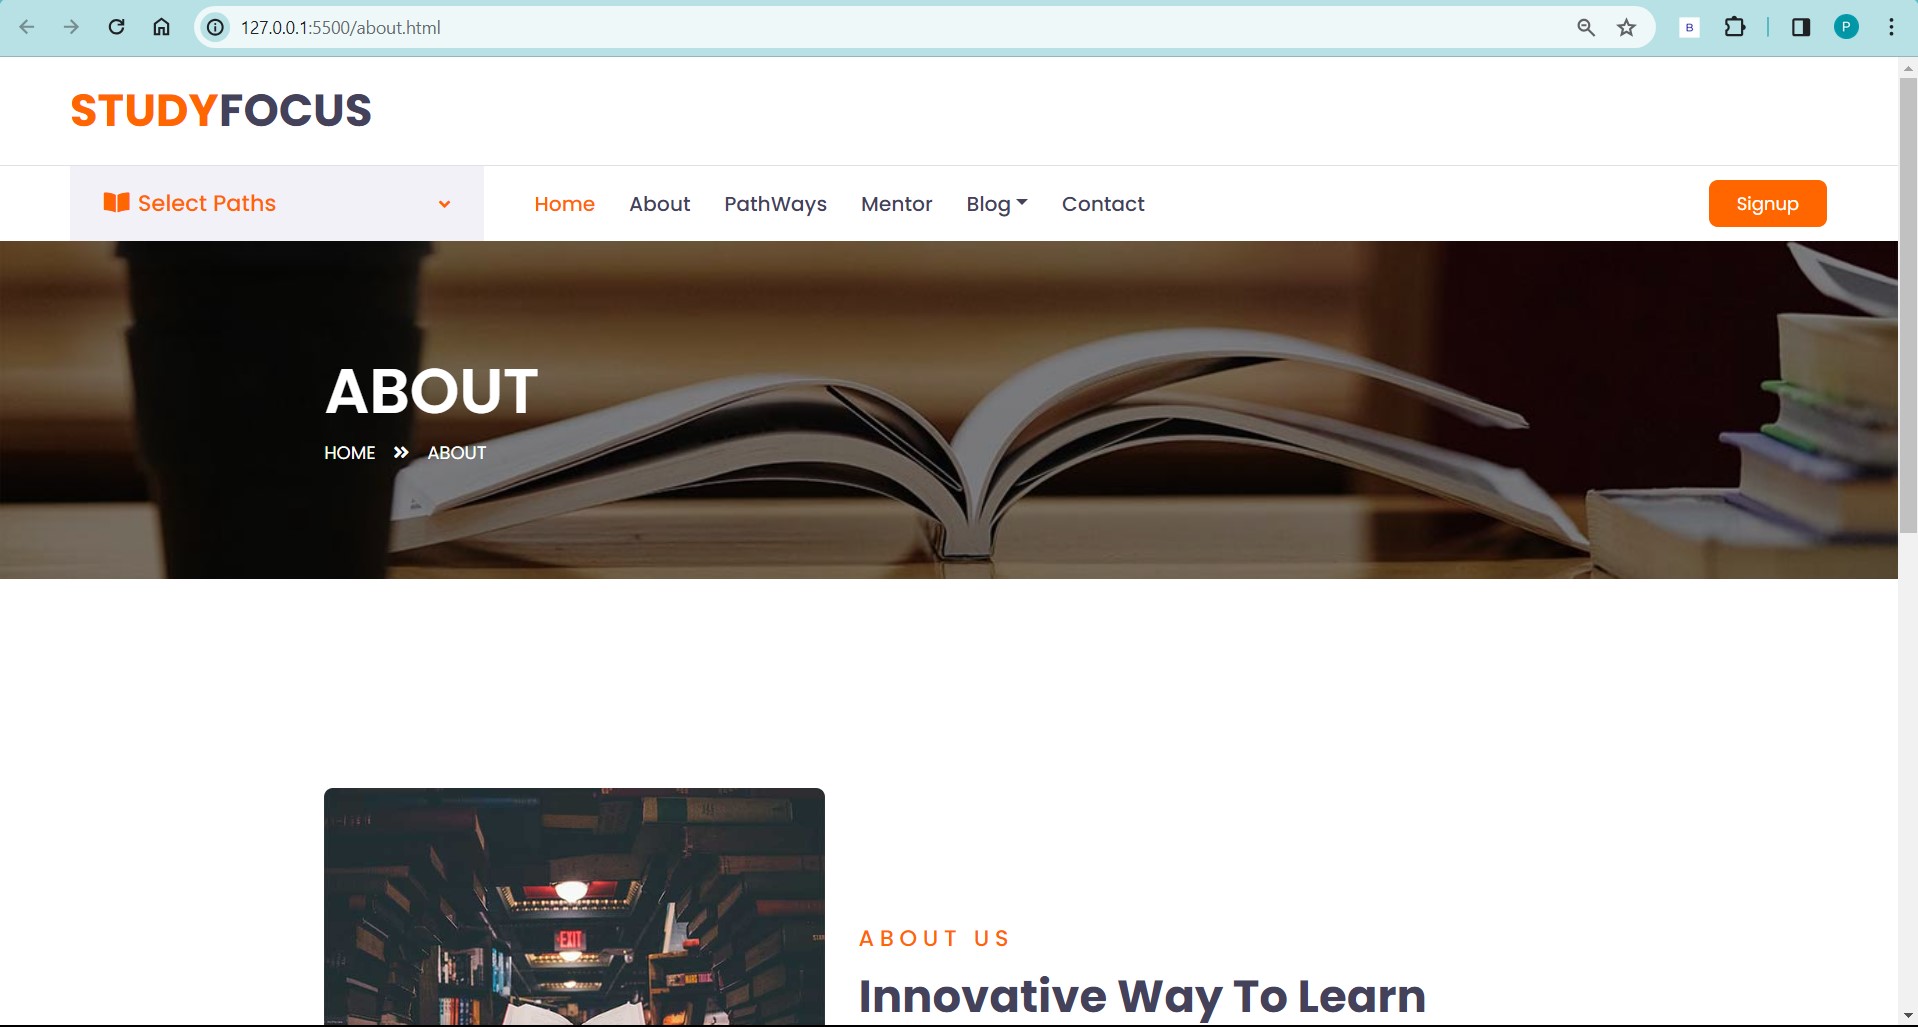 127.0.0.1:5500/about.html
B
P
STUDYFOCUS
Select Paths
Home About PathWays Mentor Blog Contact
Signup
ABOUT
HOME » ABOUT
EXIT
ABOUT US
Innovative Way To Learn